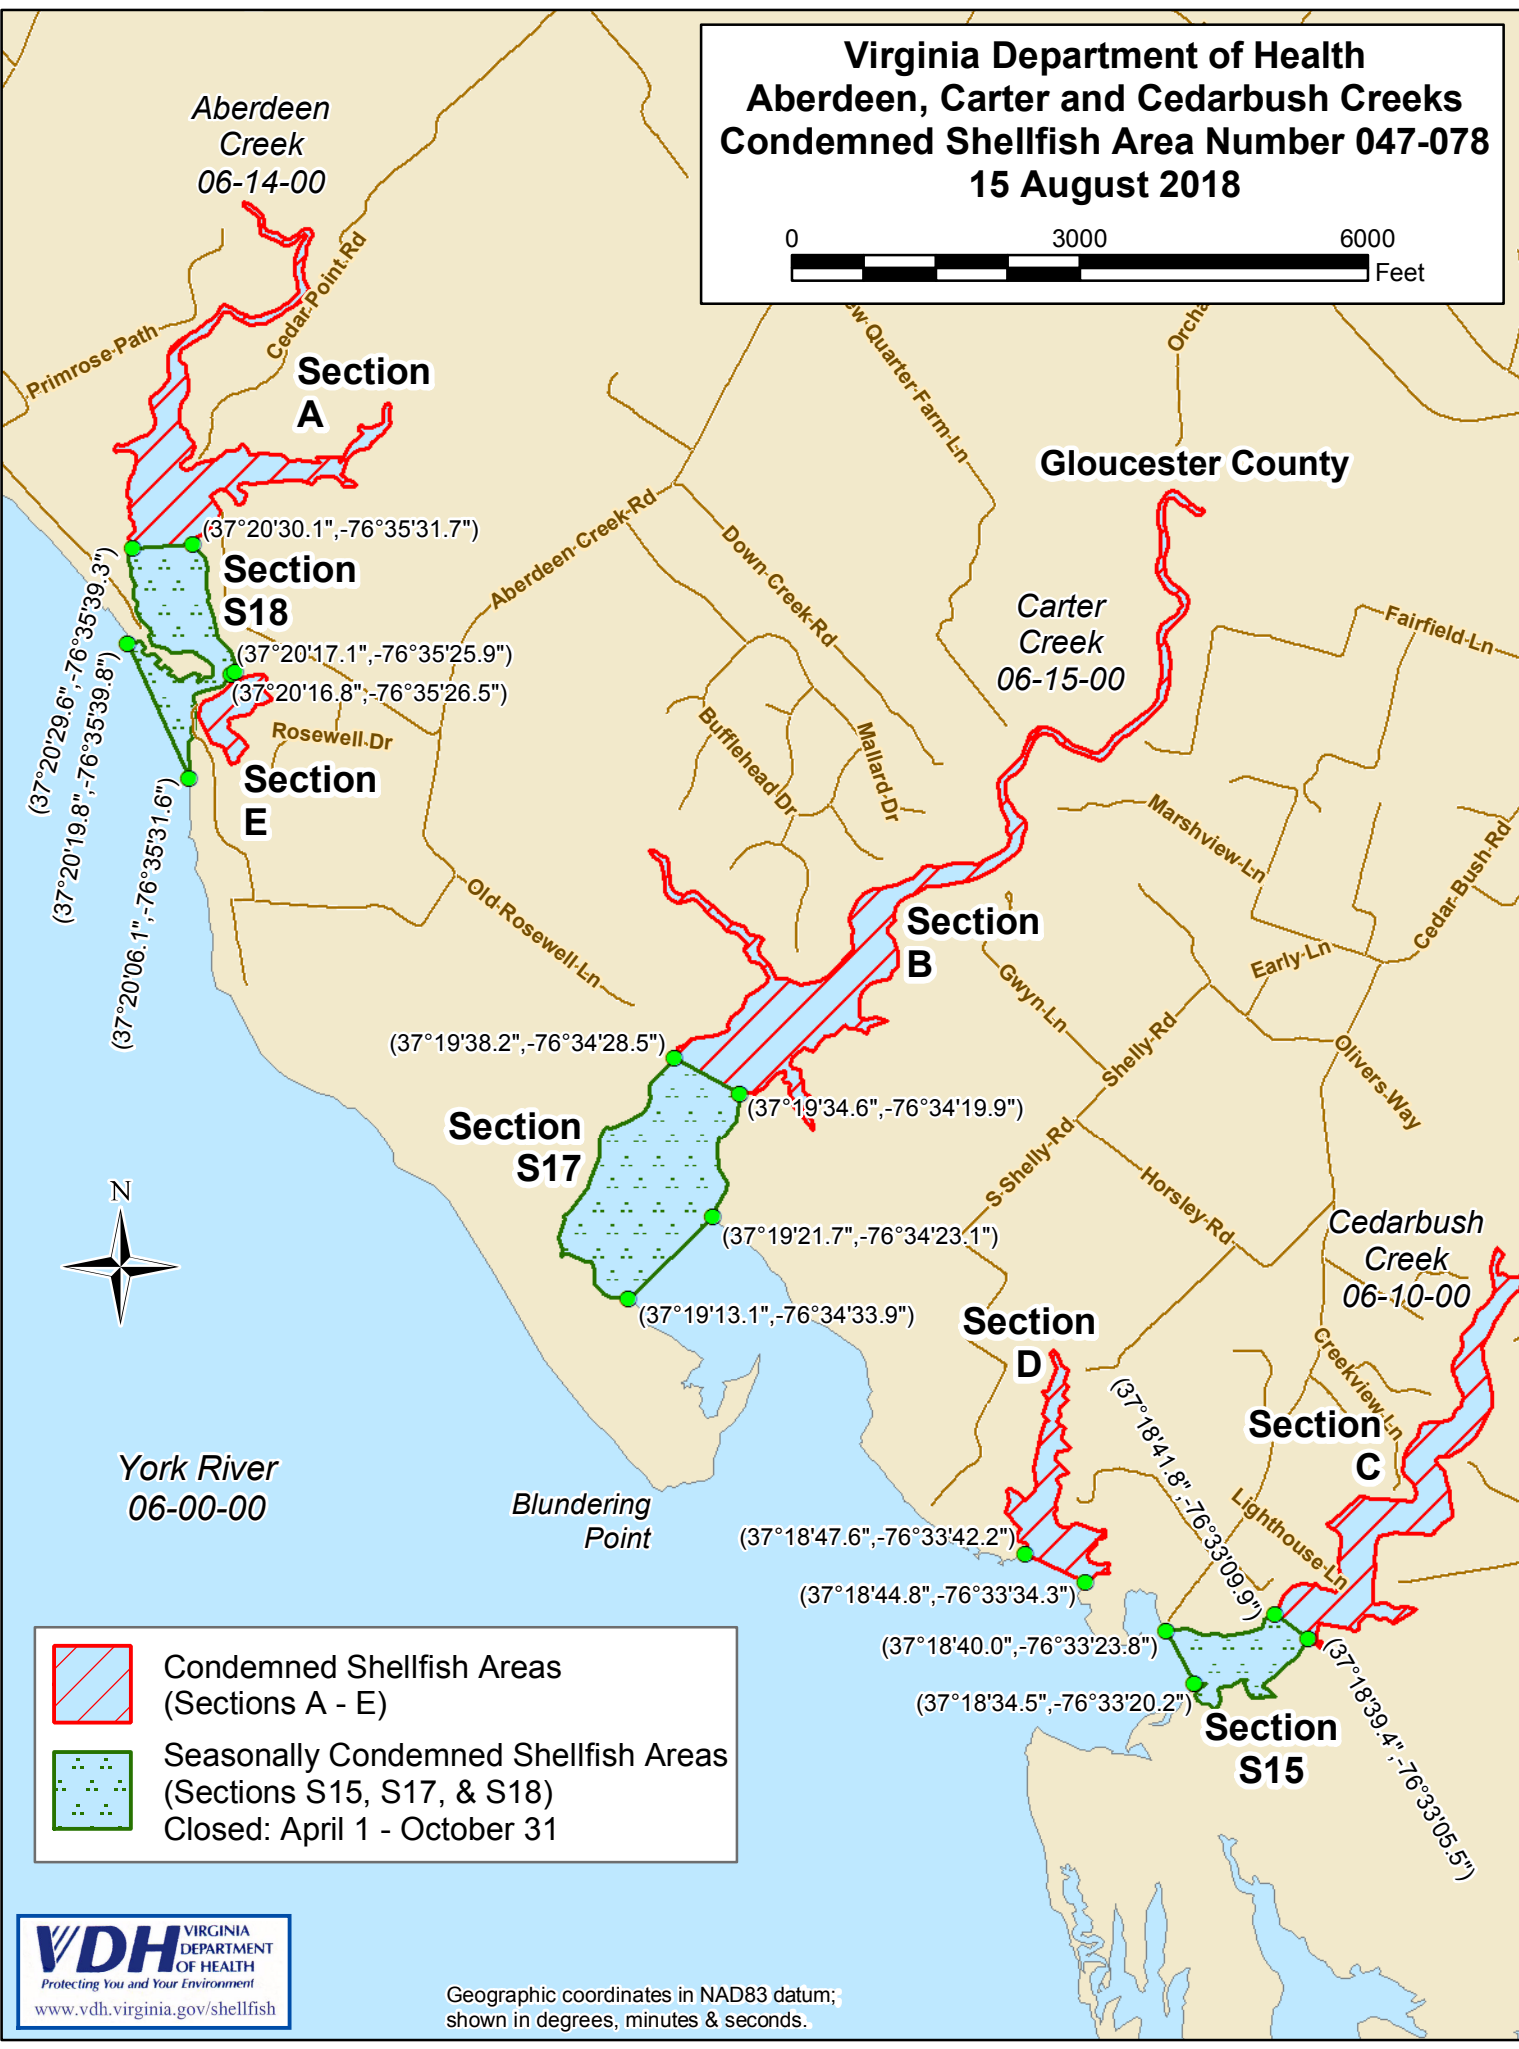 Virginia Department of Health
Aberdeen, Carter and Cedarbush Creeks
Condemned Shellfish Area Number 047-078
15 August 2018
0 3000 6000
Feet
Aberdeen
Creek
06-14-00
Cedar Point Rd
Primrose Path
Section
A
Quarter Farm Ln
Gloucester County
(37°20'30.1",-76°35'31.7")
Section
S18
(37°20'29.6",-76°35'39.3")
(37°20'19.8",-76°35'39.8")
(37°20'17.1",-76°35'25.9")
(37°20'16.8",-76°35'26.5")
(37°20'06.1",-76°35'31.6")
Rosewell Dr
Section
E
Aberdeen Creek Rd
Down Creek Rd
Carter
Creek
06-15-00
Fairfield Ln
Bufflehead Dr
Mallard Dr
Marshview Ln
Cedar Bush Rd
Old Rosewell Ln
Section
B
Early Ln
Gwyn Ln
Shelly Rd
Olivers Way
(37°19'38.2",-76°34'28.5")
(37°19'34.6",-76°34'19.9")
Section
S17
S Shelly Rd
Horsley Rd
N
(37°19'21.7",-76°34'23.1")
(37°19'13.1",-76°34'33.9")
Cedarbush
Creek
06-10-00
Section
D
Creekview Ln
Section
C
(37°18'41.8",-76°33'09.9")
York River
06-00-00
Blundering
Point
Lighthouse Ln
(37°18'47.6",-76°33'42.2")
(37°18'44.8",-76°33'34.3")
(37°18'40.0",-76°33'23.8")
(37°18'34.5",-76°33'20.2")
(37°18'39.4",-76°33'05.5")
Section
S15
Condemned Shellfish Areas
(Sections A - E)
Seasonally Condemned Shellfish Areas
(Sections S15, S17, & S18)
Closed: April 1 - October 31
VDH VIRGINIA
DEPARTMENT
OF HEALTH
Protecting You and Your Environment
www.vdh.virginia.gov/shellfish
Geographic coordinates in NAD83 datum;
shown in degrees, minutes & seconds.